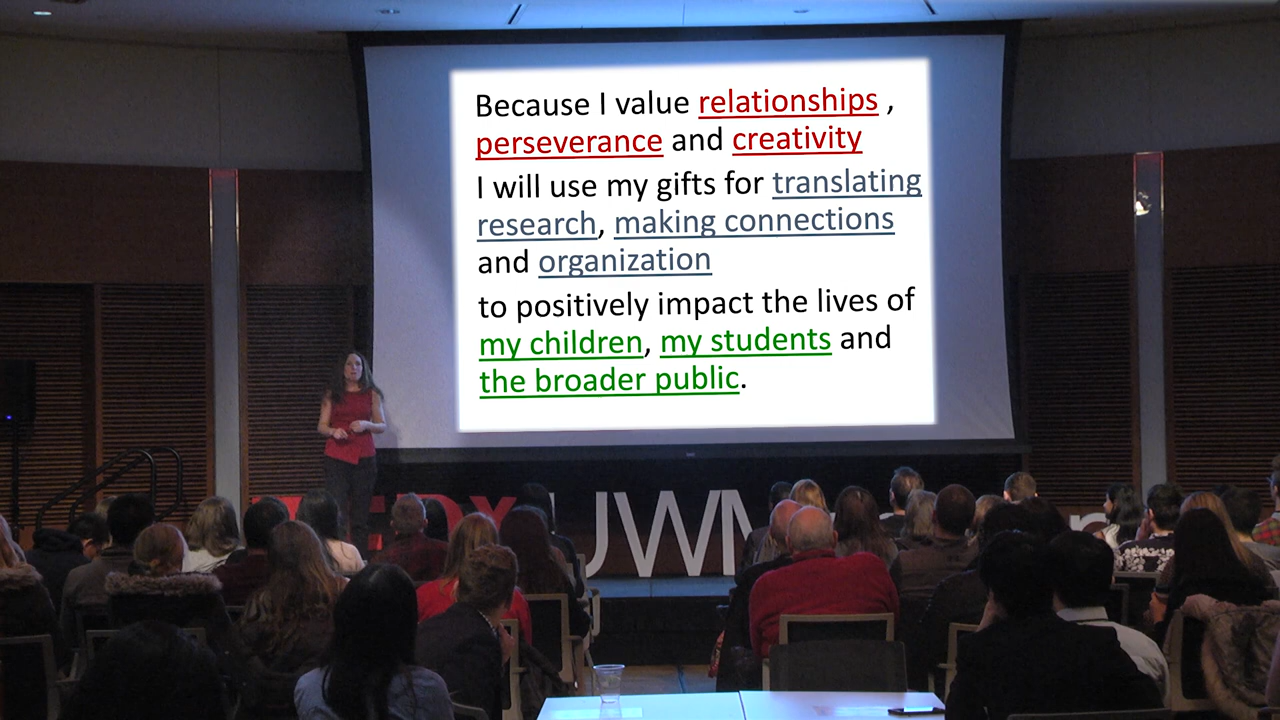 Because I value relationships ,
perseverance and creativity
I will use my gifts for translating
research, making connections
and organization
to positively impact the lives of
my children, my students and
the broader public.